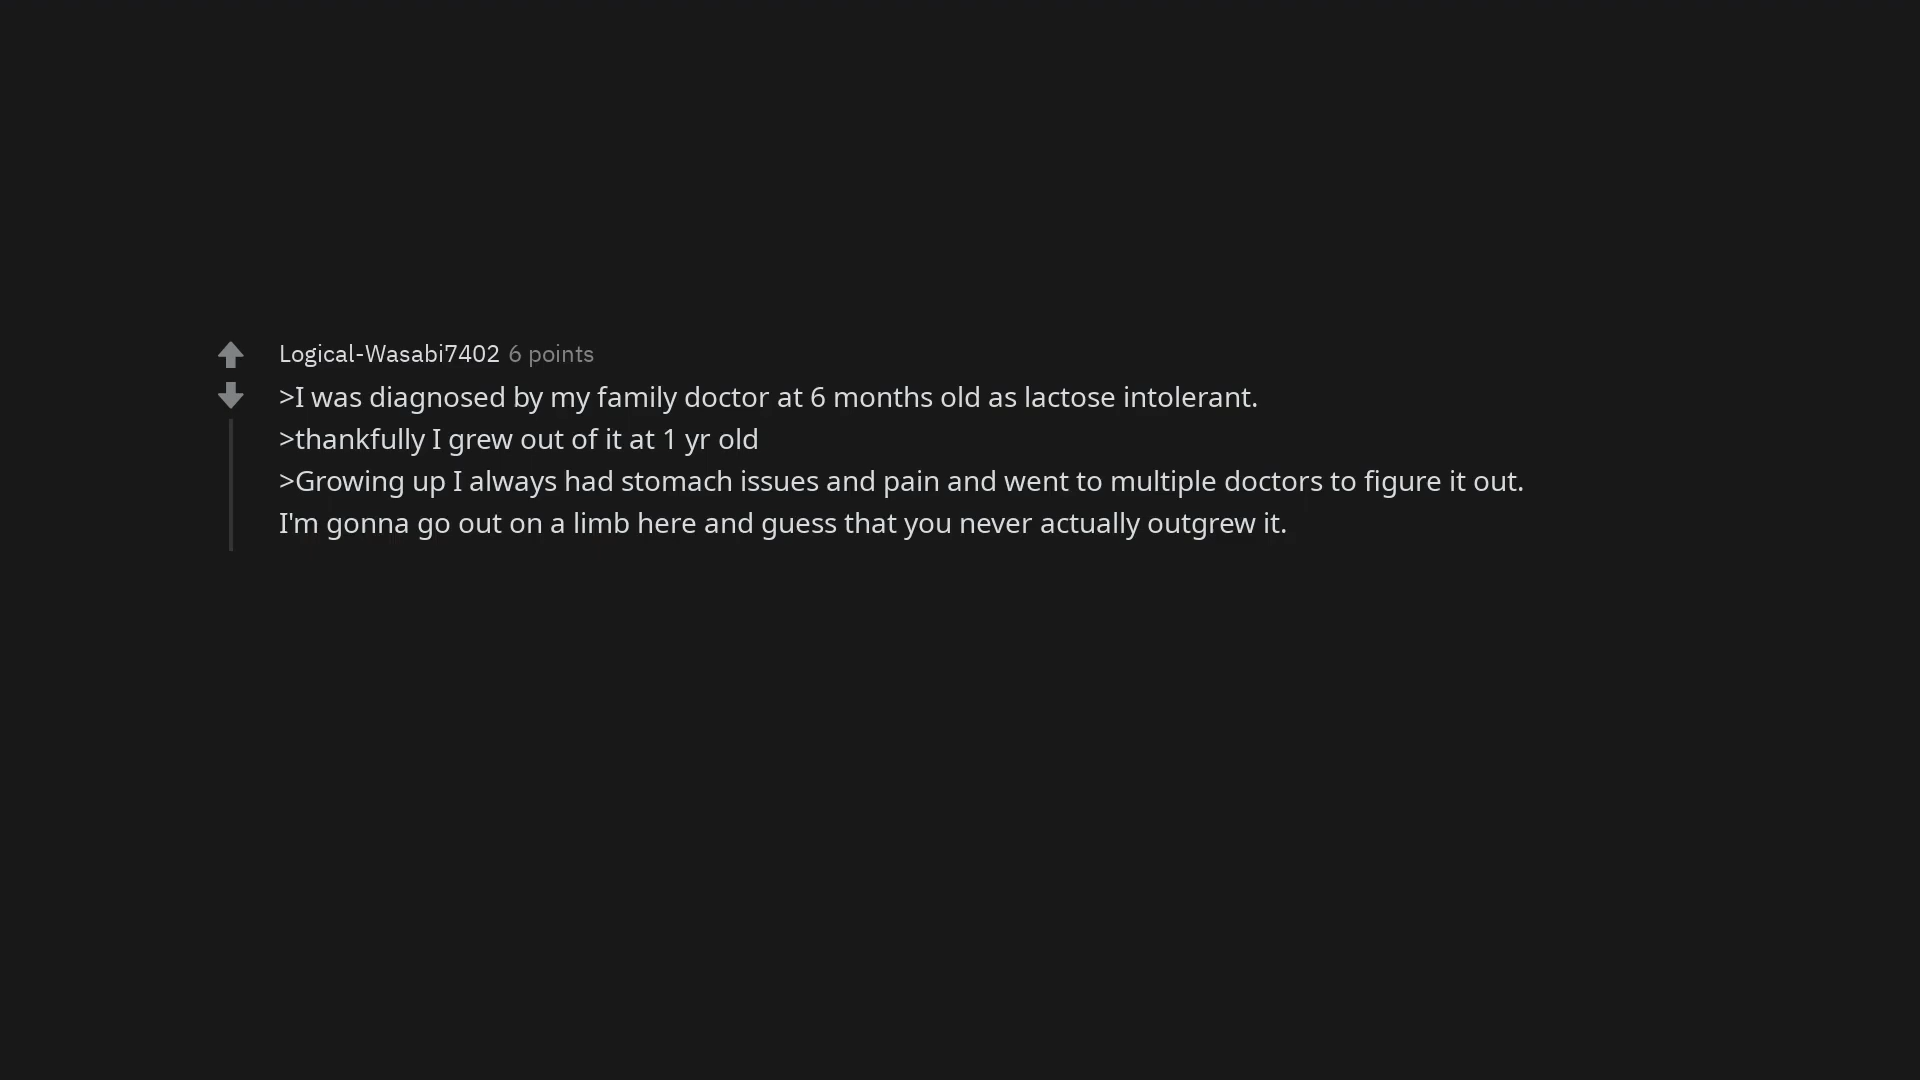 Logical-Wasabi7402 6 points
>I was diagnosed by my family doctor at 6 months old as lactose intolerant.
>thankfully I grew out of it at 1 yr old
>Growing up I always had stomach issues and pain and went to multiple doctors to figure it out.
I'm gonna go out on a limb here and guess that you never actually outgrew it.